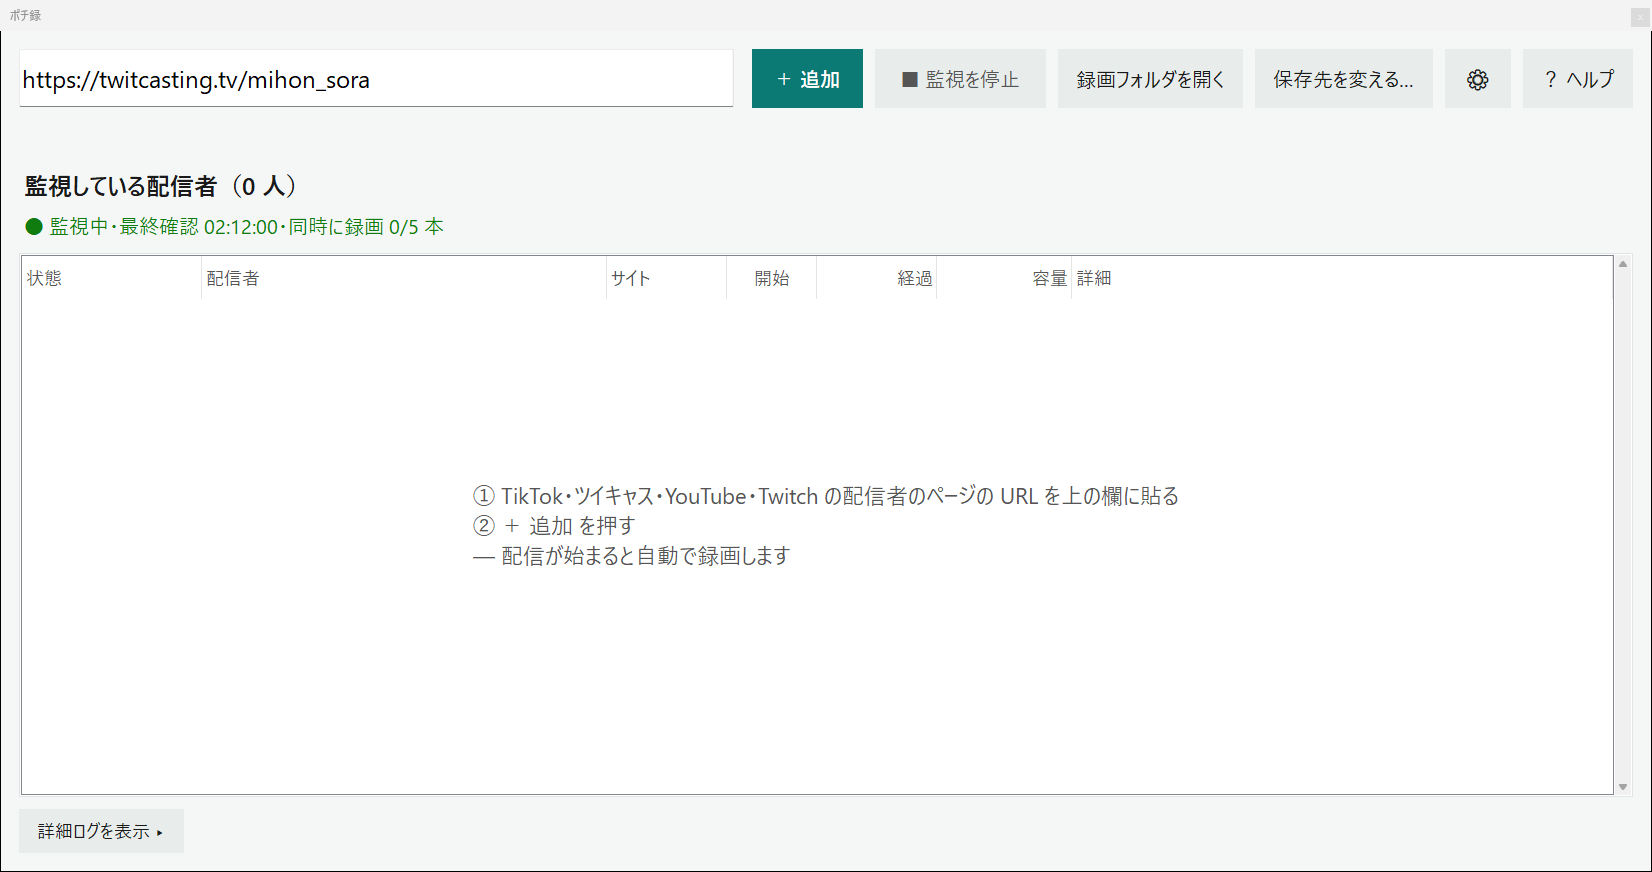 ポチ録
https://twitcasting.tv/mihon_sora
＋ 追加
■ 監視を停止
録画フォルダを開く
保存先を変える...
? ヘルプ
監視している配信者（0 人）
● 監視中・最終確認 02:12:00・同時に録画 0/5 本
状態 配信者 サイト 開始 経過 容量 詳細
① TikTok・ツイキャス・YouTube・Twitch の配信者のページの URL を上の欄に貼る
② ＋ 追加 を押す
— 配信が始まると自動で録画します
詳細ログを表示 ▸